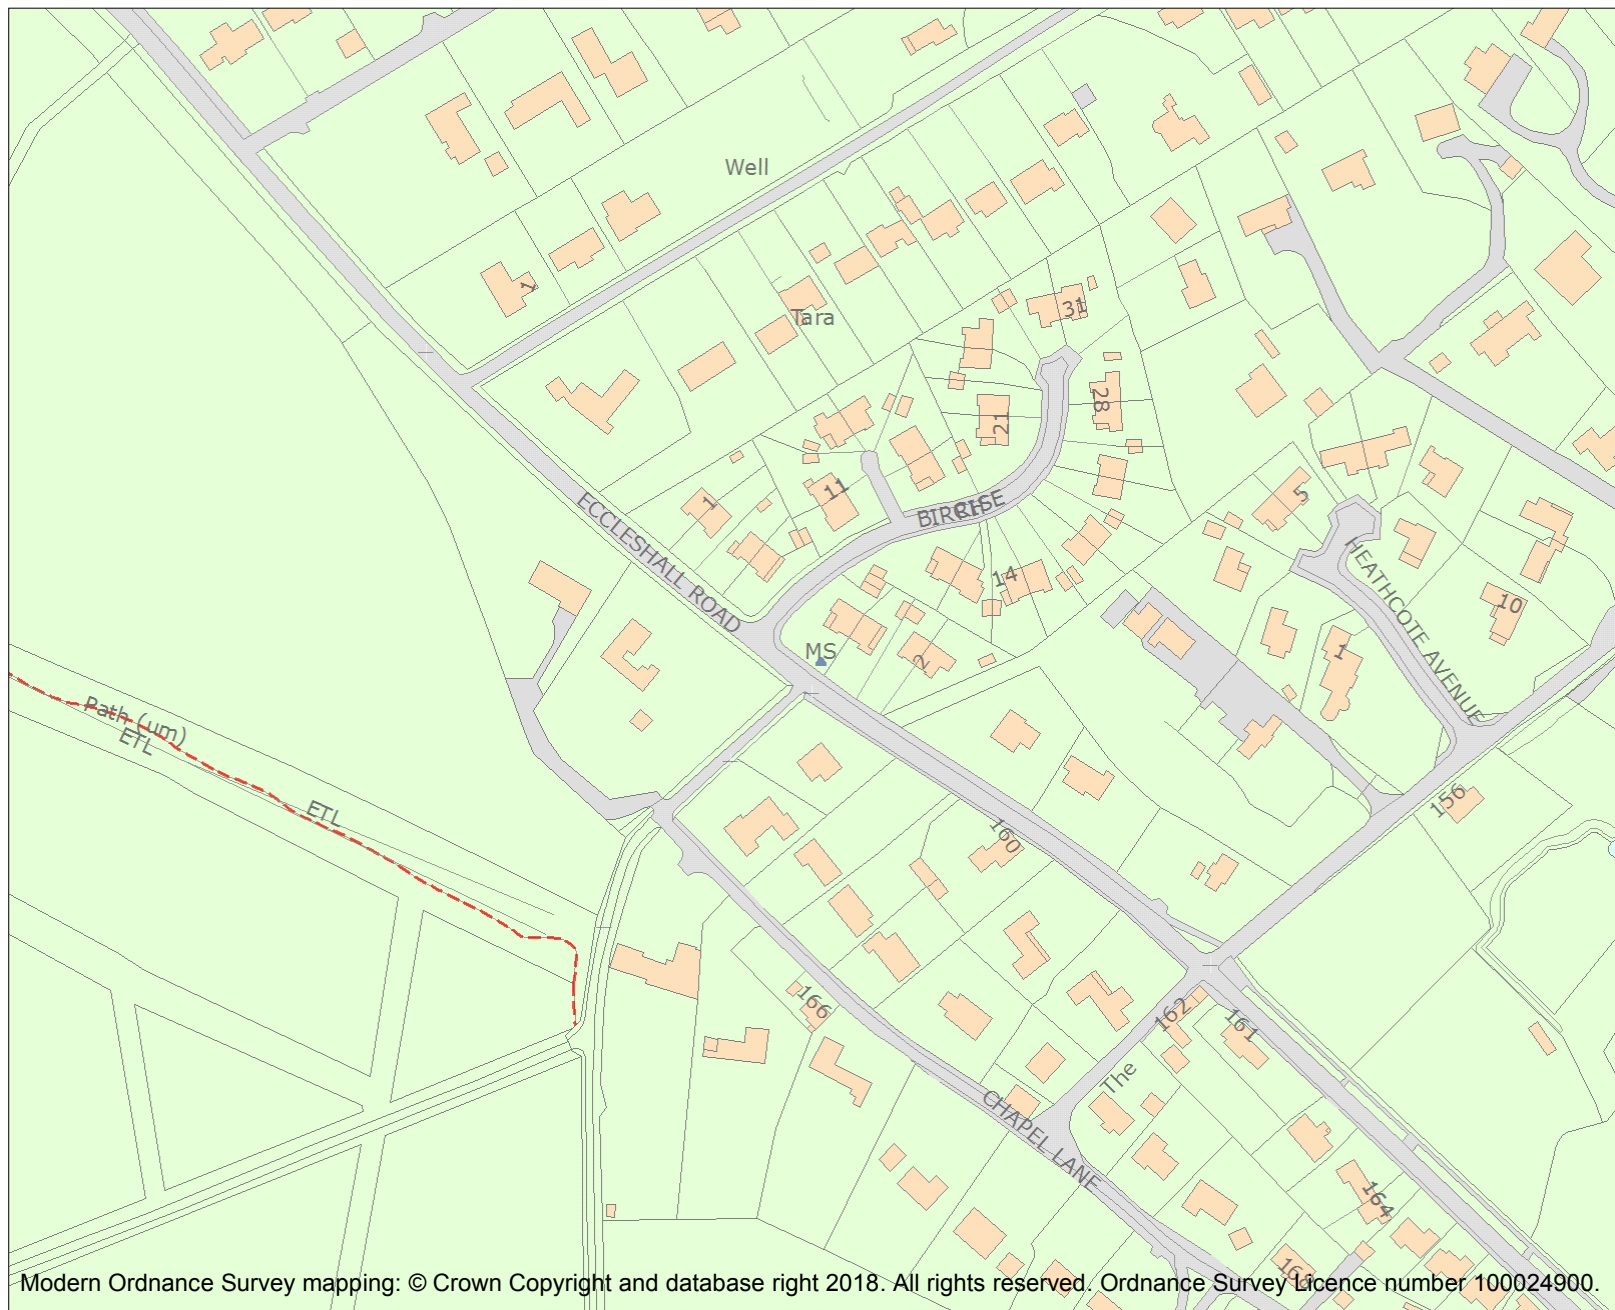 Well
1
Tara
31
28
21
1
11
BIRCH
RISE
5
ECCLESHALL ROAD
14
HEATHCOTE AVENUE
10
MS
2
1
Path (um)
ETL
ETL
156
160
166
162
161
The
CHAPEL LANE
164
168
Modern Ordnance Survey mapping: © Crown Copyright and database right 2018. All rights reserved. Ordnance Survey Licence number 100024900.